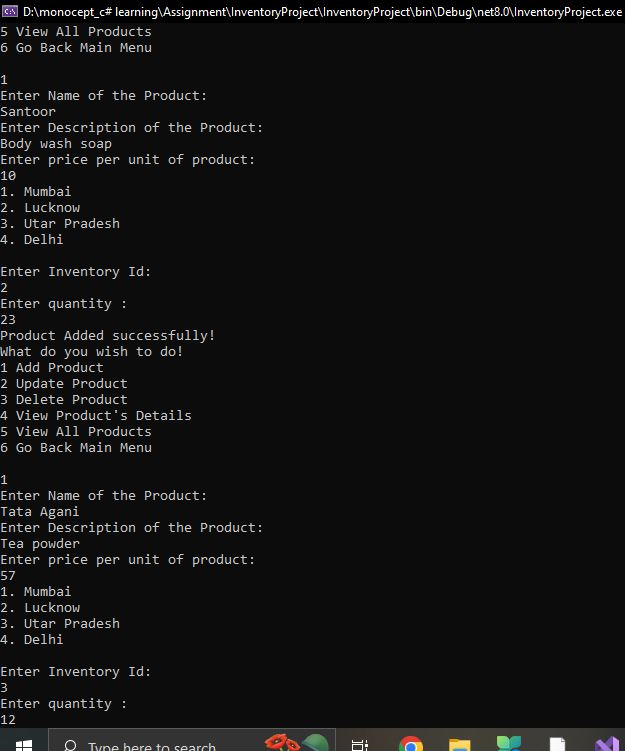 D:\monocept_c# learning\Assignment\InventoryProject\InventoryProject\bin\Debug\net8.0\InventoryProject.exe
5 View All Products
6 Go Back Main Menu
1
Enter Name of the Product:
Santoor
Enter Description of the Product:
Body wash soap
Enter price per unit of product:
10
1. Mumbai
2. Lucknow
3. Utar Pradesh
4. Delhi
Enter Inventory Id:
2
Enter quantity :
23
Product Added successfully!
What do you wish to do!
1 Add Product
2 Update Product
3 Delete Product
4 View Product's Details
5 View All Products
6 Go Back Main Menu
1
Enter Name of the Product:
Tata Agani
Enter Description of the Product:
Tea powder
Enter price per unit of product:
57
1. Mumbai
2. Lucknow
3. Utar Pradesh
4. Delhi
Enter Inventory Id:
3
Enter quantity :
12
Type here to search